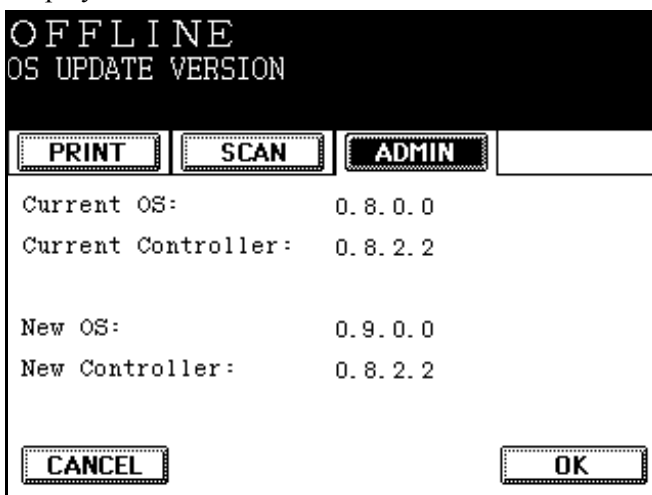 OFFLINE
OS UPDATE VERSION
PRINT SCAN ADMIN
Current OS: 0.8.0.0
Current Controller: 0.8.2.2
New OS: 0.9.0.0
New Controller: 0.8.2.2
CANCEL OK